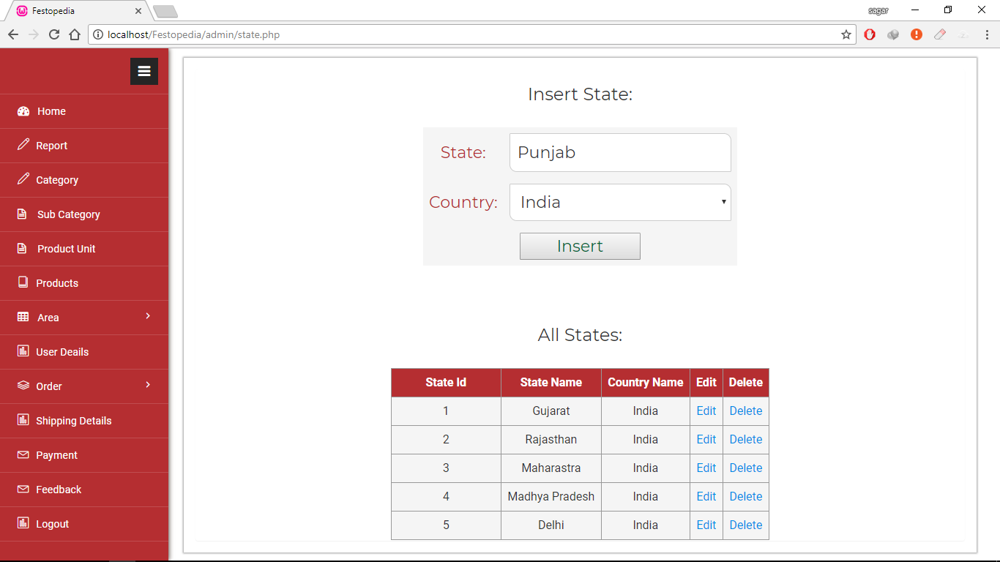 Festopedia
sagar
localhost/Festopedia/admin/state.php
Home
Report
Category
Sub Category
Product Unit
Products
Area
User Deails
Order
Shipping Details
Payment
Feedback
Logout
Insert State:
State: Punjab
Country: India
Insert
All States:
State Id State Name Country Name Edit Delete
1 Gujarat India Edit Delete
2 Rajasthan India Edit Delete
3 Maharastra India Edit Delete
4 Madhya Pradesh India Edit Delete
5 Delhi India Edit Delete